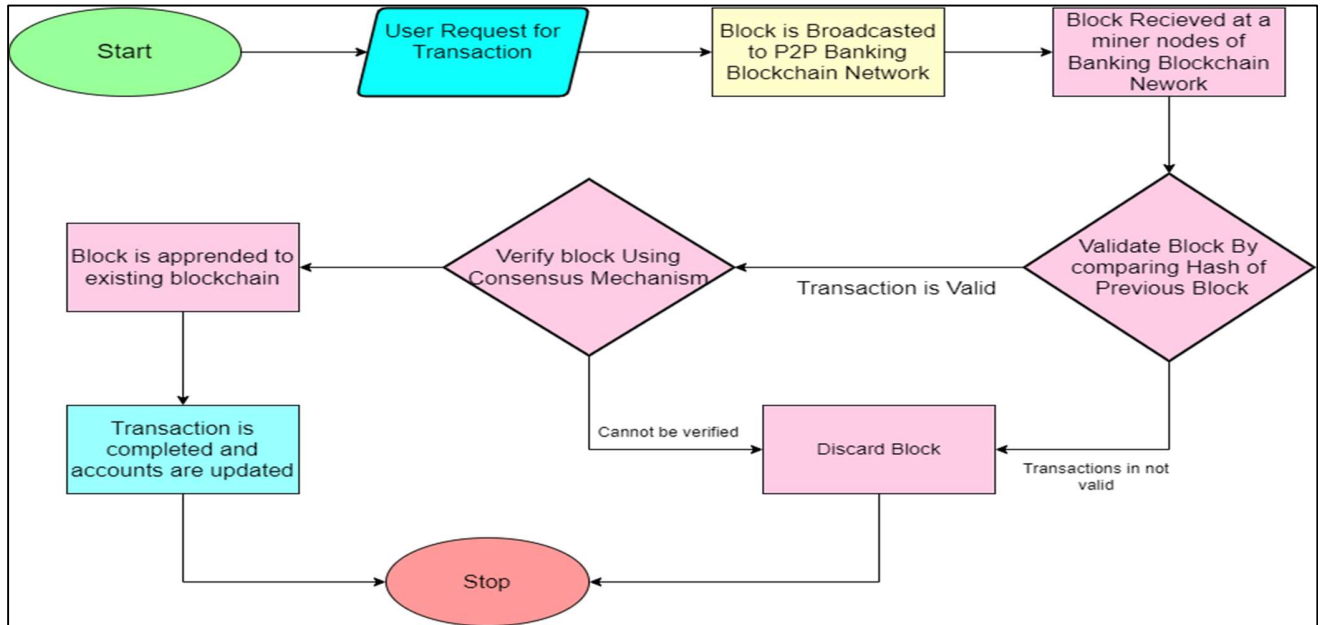 Start
User Request for
Transaction
Block is Broadcasted
to P2P Banking
Blockchain Network
Block Recieved at a
miner nodes of
Banking Blockchain
Nework
Validate Block By
comparing Hash of
Previous Block
Transaction is Valid
Verify block Using
Consensus Mechanism
Block is apprended to
existing blockchain
Transaction is
completed and
accounts are updated
Cannot be verified
Discard Block
Transactions in not
valid
Stop